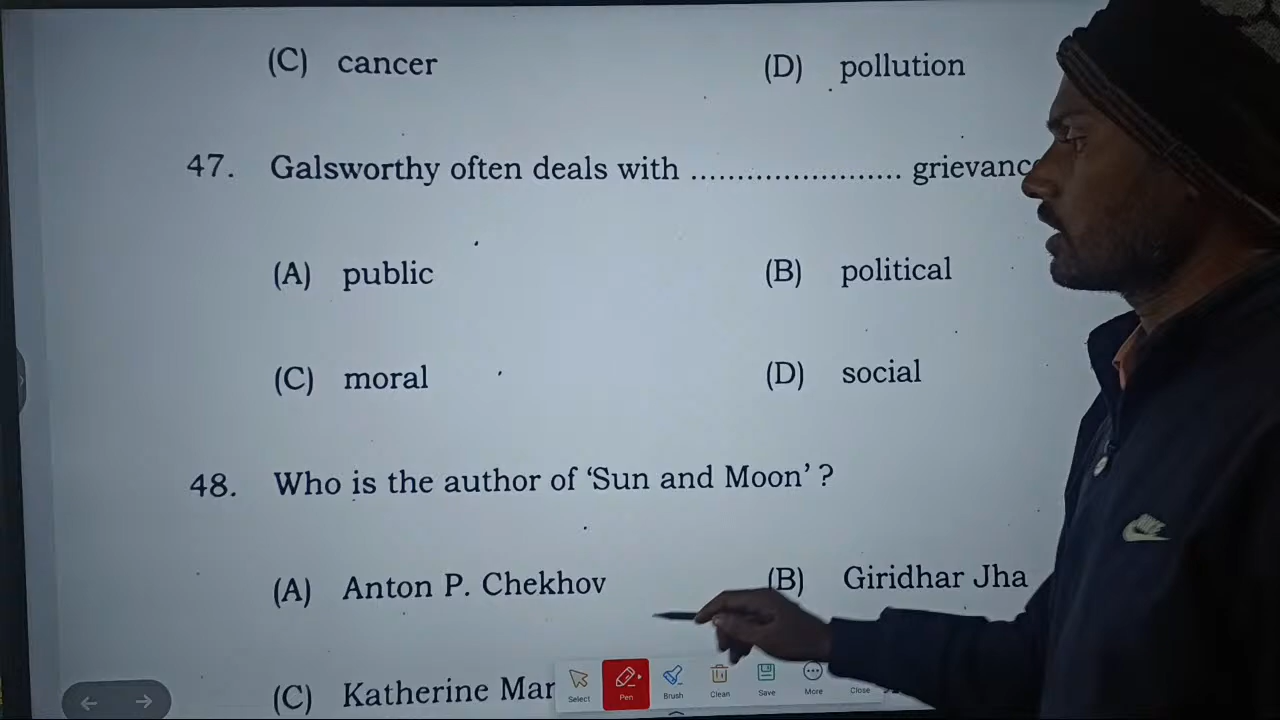 (C) cancer (D) pollution
47. Galsworthy often deals with ....................... grievanc
(A) public (B) political
(C) moral (D) social
48. Who is the author of ‘Sun and Moon’ ?
(A) Anton P. Chekhov (B) Giridhar Jha
(C) Katherine Mar
Select Pen Brush Clean Save More Close